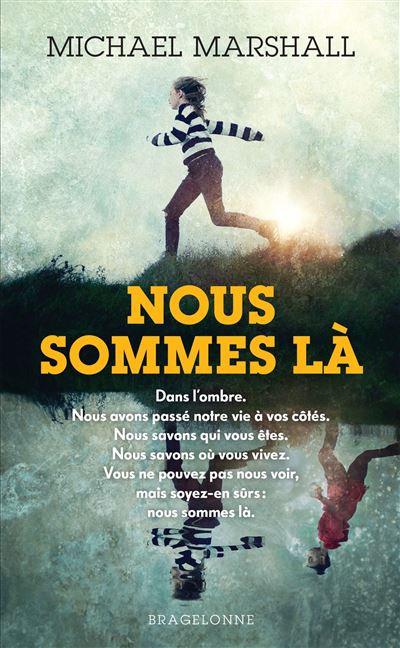 MICHAEL MARSHALL
NOUS
SOMMES LÀ
Dans l'ombre.
Nous avons passé notre vie à vos côtés.
Nous savons qui vous êtes.
Nous savons où vous vivez.
Vous ne pouvez pas nous voir,
mais soyez-en sûrs :
nous sommes là.
BRAGELONNE